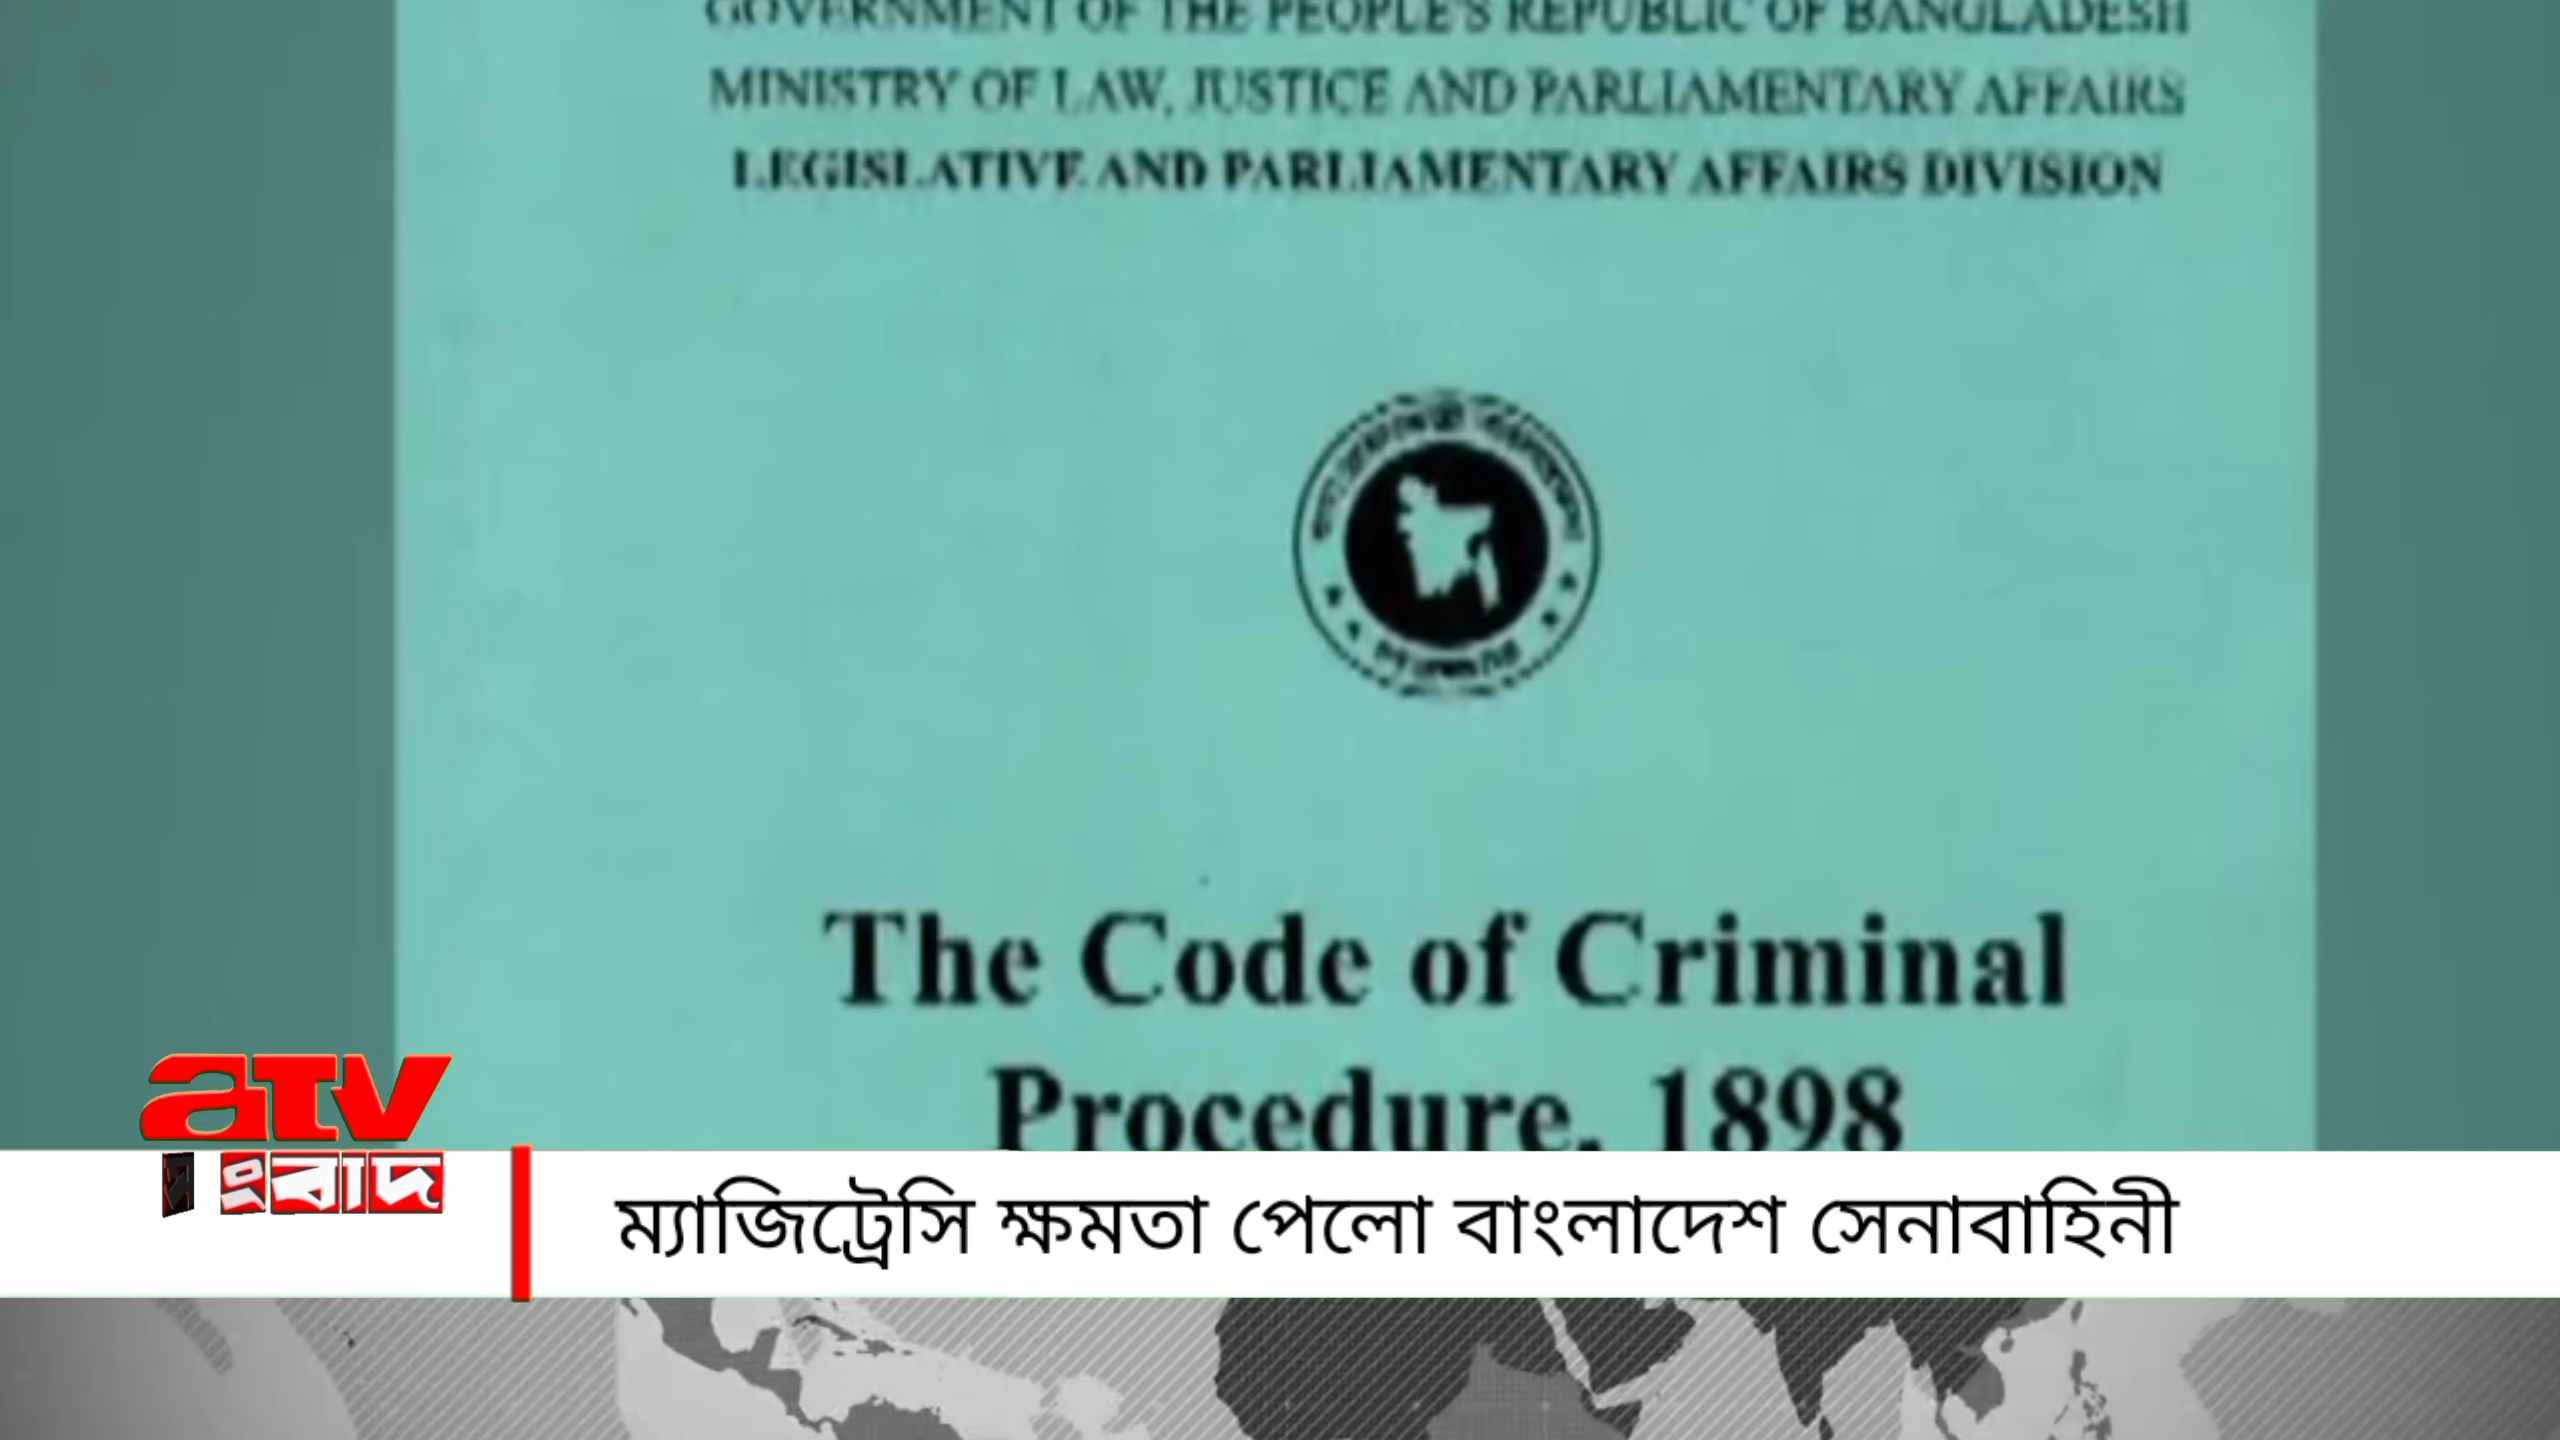 GOVERNMENT OF THE PEOPLE'S REPUBLIC OF BANGLADESH
MINISTRY OF LAW, JUSTICE AND PARLIAMENTARY AFFAIRS
LEGISLATIVE AND PARLIAMENTARY AFFAIRS DIVISION
The Code of Criminal
Procedure, 1898
atv
সংবাদ
ম্যাজিট্রেসি ক্ষমতা পেলো বাংলাদেশ সেনাবাহিনী